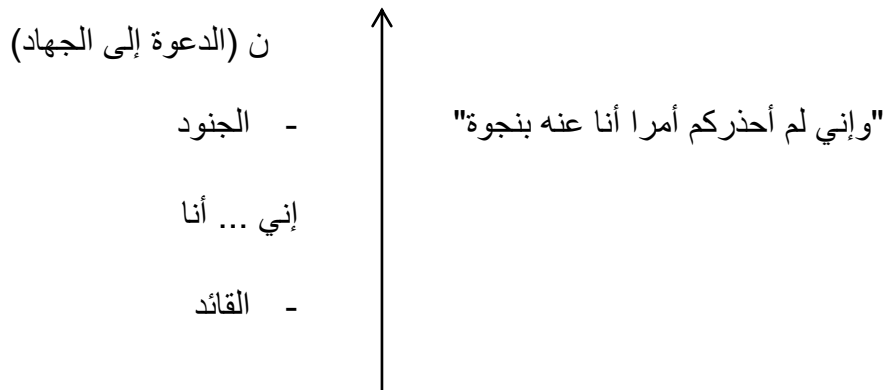 ن (الدعوة إلى الجهاد)
"وإني لم أحذركم أمرا أنا عنه بنجوة"
- الجنود
إني ... أنا
- القائد